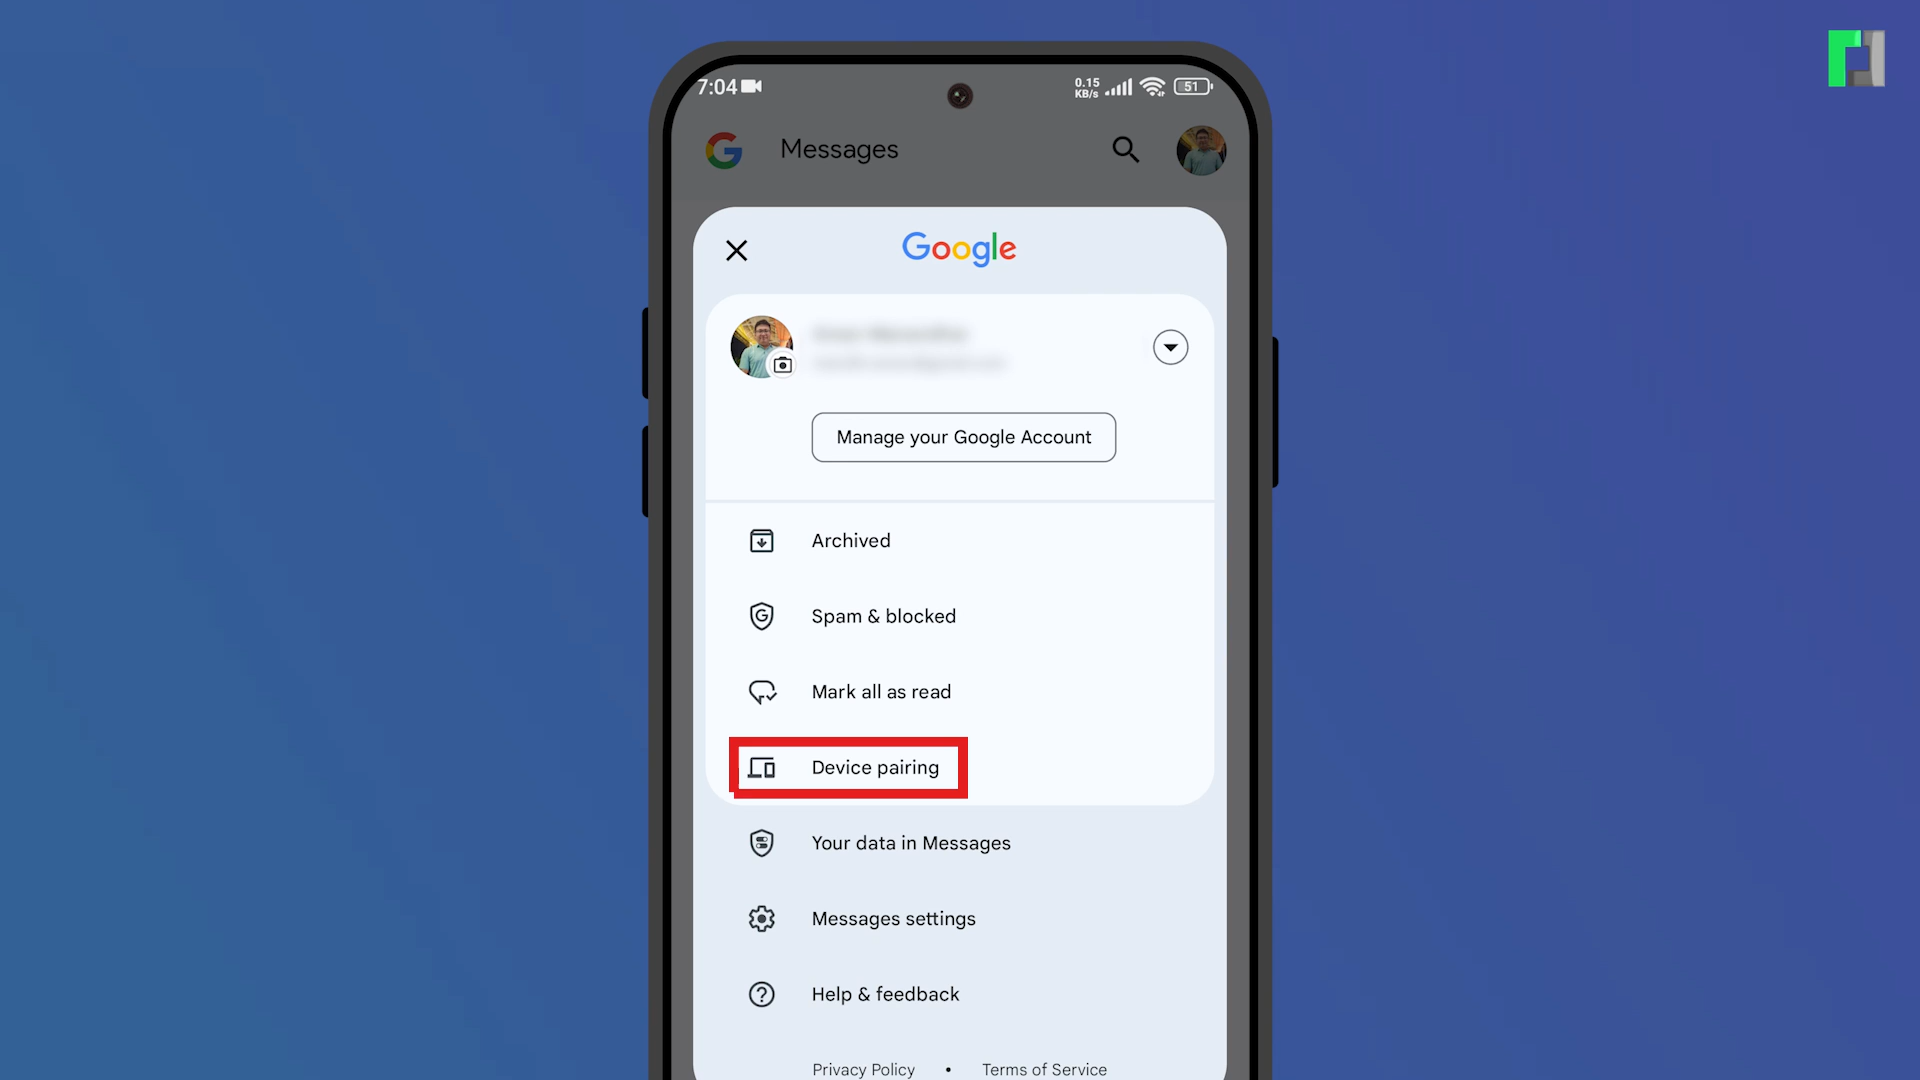 7:04
0.15
KB/s
51
Messages
Google
Manage your Google Account
Archived
Spam & blocked
Mark all as read
Device pairing
Your data in Messages
Messages settings
Help & feedback
Privacy Policy • Terms of Service